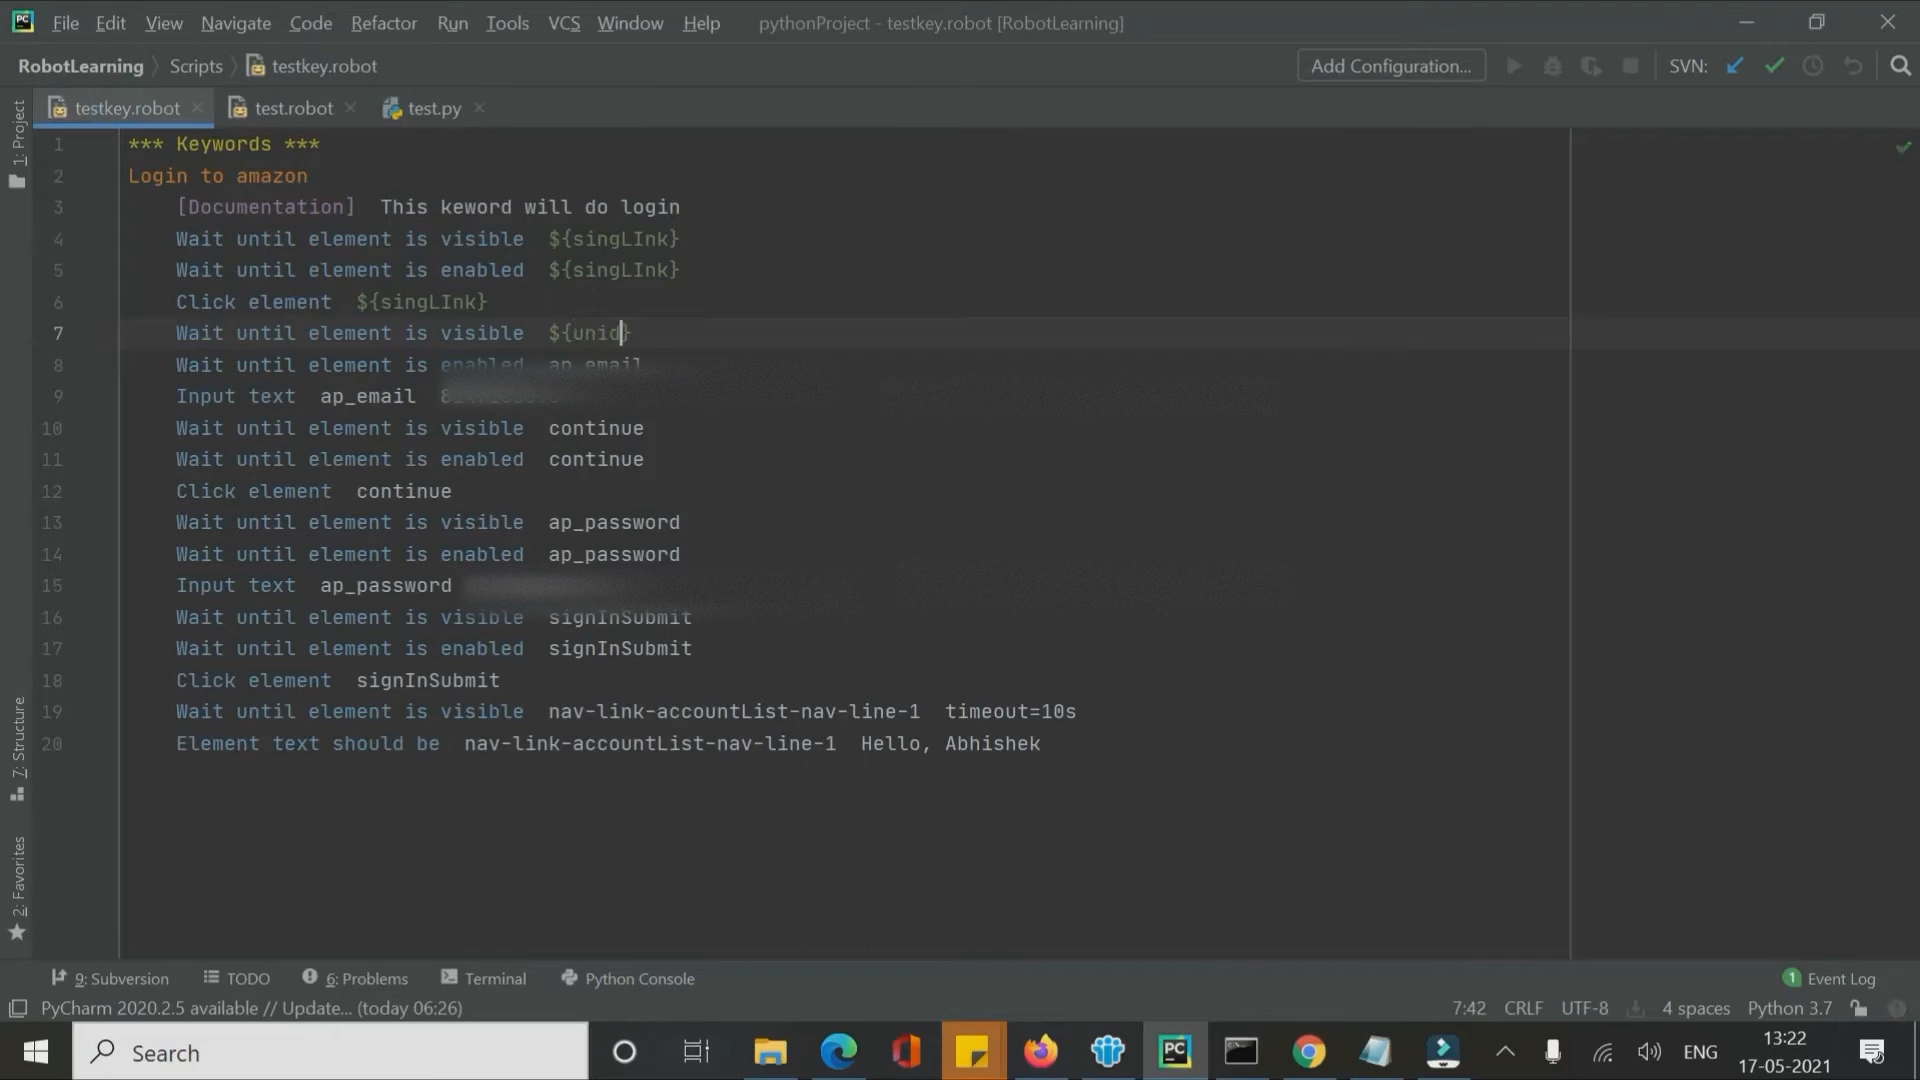 File Edit View Navigate Code Refactor Run Tools VCS Window Help pythonProject - testkey.robot [RobotLearning]
RobotLearning Scripts testkey.robot Add Configuration... SVN:
testkey.robot test.robot test.py
1: Project
1 *** Keywords ***
2 Login to amazon
3 [Documentation] This keword will do login
4 Wait until element is visible ${singLInk}
5 Wait until element is enabled ${singLInk}
6 Click element ${singLInk}
7 Wait until element is visible ${unid}
8 Wait until element is enabled ap_email
9 Input text ap_email
10 Wait until element is visible continue
11 Wait until element is enabled continue
12 Click element continue
13 Wait until element is visible ap_password
14 Wait until element is enabled ap_password
15 Input text ap_password
16 Wait until element is visible signInSubmit
17 Wait until element is enabled signInSubmit
18 Click element signInSubmit
19 Wait until element is visible nav-link-accountList-nav-line-1 timeout=10s
20 Element text should be nav-link-accountList-nav-line-1 Hello, Abhishek
7: Structure
2: Favorites
9: Subversion TODO 6: Problems Terminal Python Console 1 Event Log
PyCharm 2020.2.5 available // Update... (today 06:26) 7:42 CRLF UTF-8 4 spaces Python 3.7
Search PC ENG 13:22
17-05-2021